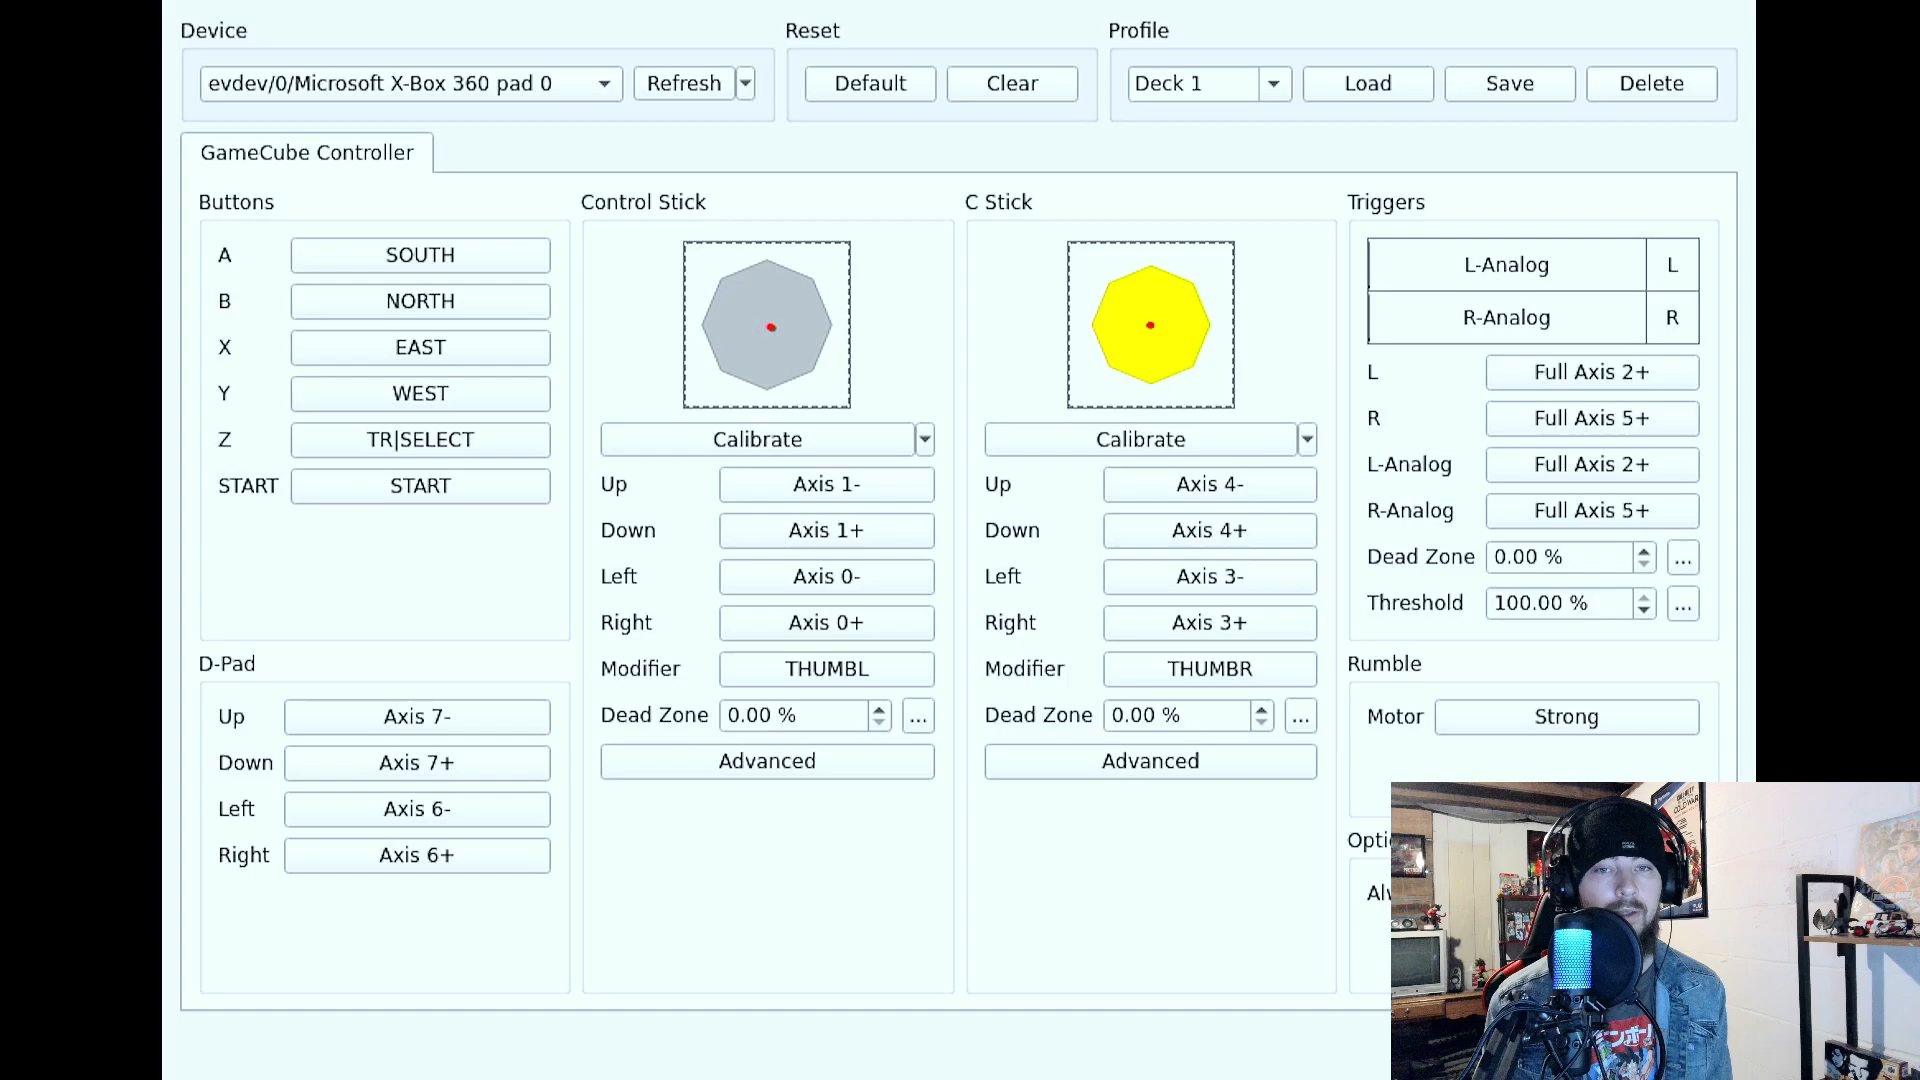 Device
Reset
Profile
evdev/0/Microsoft X-Box 360 pad 0
Refresh
Default
Clear
Deck 1
Load
Save
Delete
GameCube Controller
Buttons
A SOUTH
B NORTH
X EAST
Y WEST
Z TR|SELECT
START START
D-Pad
Up Axis 7-
Down Axis 7+
Left Axis 6-
Right Axis 6+
Control Stick
Calibrate
Up Axis 1-
Down Axis 1+
Left Axis 0-
Right Axis 0+
Modifier THUMBL
Dead Zone 0.00 % ...
Advanced
C Stick
Calibrate
Up Axis 4-
Down Axis 4+
Left Axis 3-
Right Axis 3+
Modifier THUMBR
Dead Zone 0.00 % ...
Advanced
Triggers
L-Analog L
R-Analog R
L Full Axis 2+
R Full Axis 5+
L-Analog Full Axis 2+
R-Analog Full Axis 5+
Dead Zone 0.00 % ...
Threshold 100.00 % ...
Rumble
Motor Strong
COLD WAR